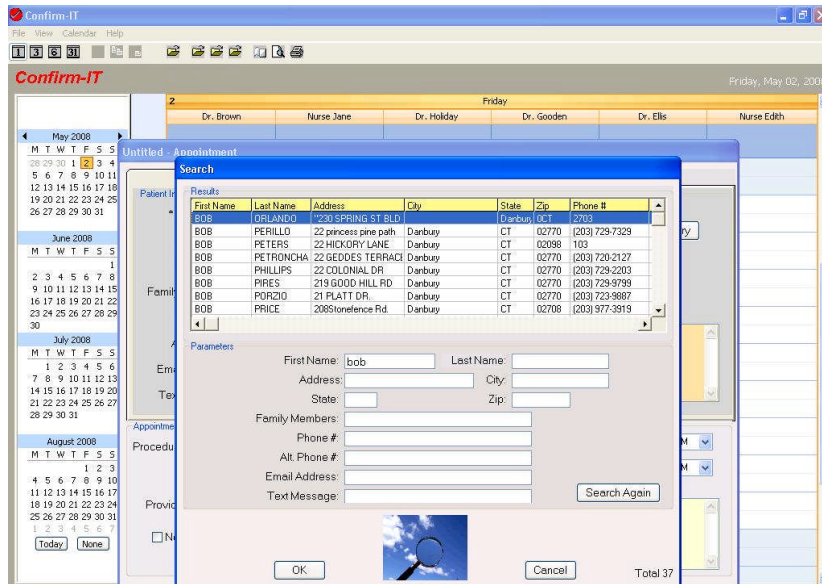 Confirm-IT
File View Calendar Help
1 3 6 31
Confirm-IT
Friday, May 02, 200
2 Friday
Dr. Brown Nurse Jane Dr. Holiday Dr. Gooden Dr. Ellis Nurse Edith
May 2008
M T W T F S S
28 29 30 1 2 3 4
5 6 7 8 9 10 11
12 13 14 15 16 17 18
19 20 21 22 23 24 25
26 27 28 29 30 31
June 2008
M T W T F S S
1
2 3 4 5 6 7 8
9 10 11 12 13 14 15
16 17 18 19 20 21 22
23 24 25 26 27 28 29
30
July 2008
M T W T F S S
1 2 3 4 5 6
7 8 9 10 11 12 13
14 15 16 17 18 19 20
21 22 23 24 25 26 27
28 29 30 31
August 2008
M T W T F S S
1 2 3
4 5 6 7 8 9 10
11 12 13 14 15 16 17
18 19 20 21 22 23 24
25 26 27 28 29 30 31
1 2 3 4 5 6 7
Today None
Untitled - Appointment
Patient In
Famil
A
Ema
Tex
Appointme
Procedu
Provid
No
ry
M
M
Search
Results
First Name Last Name Address City State Zip Phone #
BOB ORLANDO "230 SPRING ST BLD Danbury 0CT 2703
BOB PERILLO 22 princess pine path Danbury CT 02770 (203) 729-7329
BOB PETERS 22 HICKORY LANE Danbury CT 02098 103
BOB PETRONCHA 22 GEDDES TERRACE Danbury CT 02770 (203) 720-2127
BOB PHILLIPS 22 COLONIAL DR Danbury CT 02770 (203) 729-2203
BOB PIRES 219 GOOD HILL RD Danbury CT 02770 (203) 729-9799
BOB PORZIO 21 PLATT DR. Danbury CT 02770 (203) 723-9887
BOB PRICE 208Stonefence Rd. Danbury CT 02708 (203) 977-3919
Parameters
First Name: bob Last Name:
Address: City:
State: Zip:
Family Members:
Phone #:
Alt. Phone #:
Email Address:
Text Message:
Search Again
OK Cancel Total 37